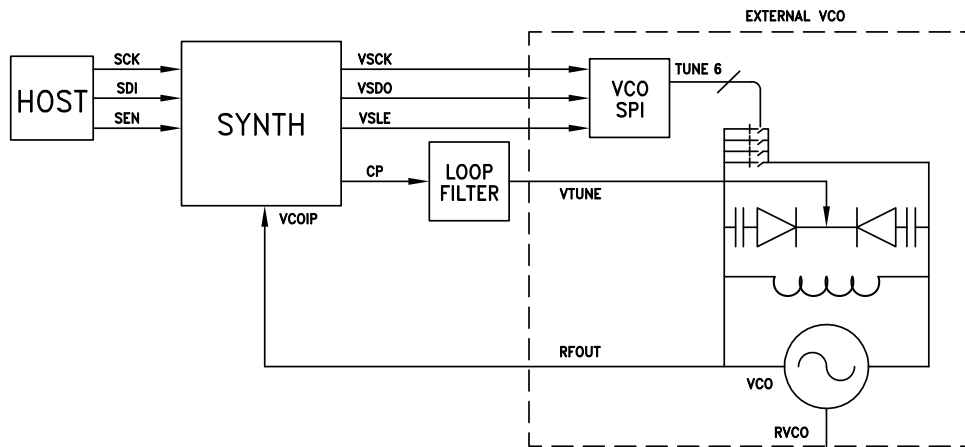 EXTERNAL VCO
HOST
SCK
SDI
SEN
SYNTH
VSCK
VSDO
VSLE
VCO
SPI
TUNE 6
CP
LOOP
FILTER
VTUNE
VCOIP
RFOUT
VCO
RVCO